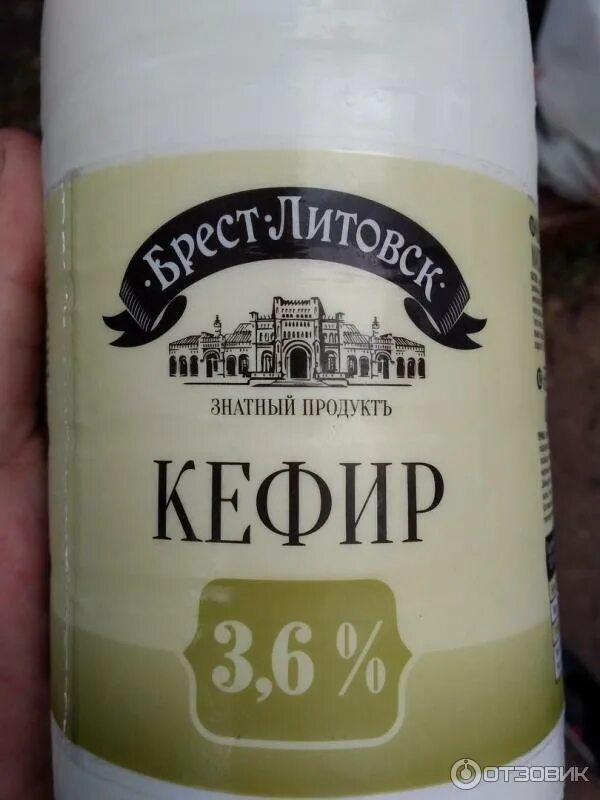 ·Брест·Литовск·
ЗНАТНЫЙ ПРОДУКТЪ
КЕФИР
3,6 %
ОТЗОВИК